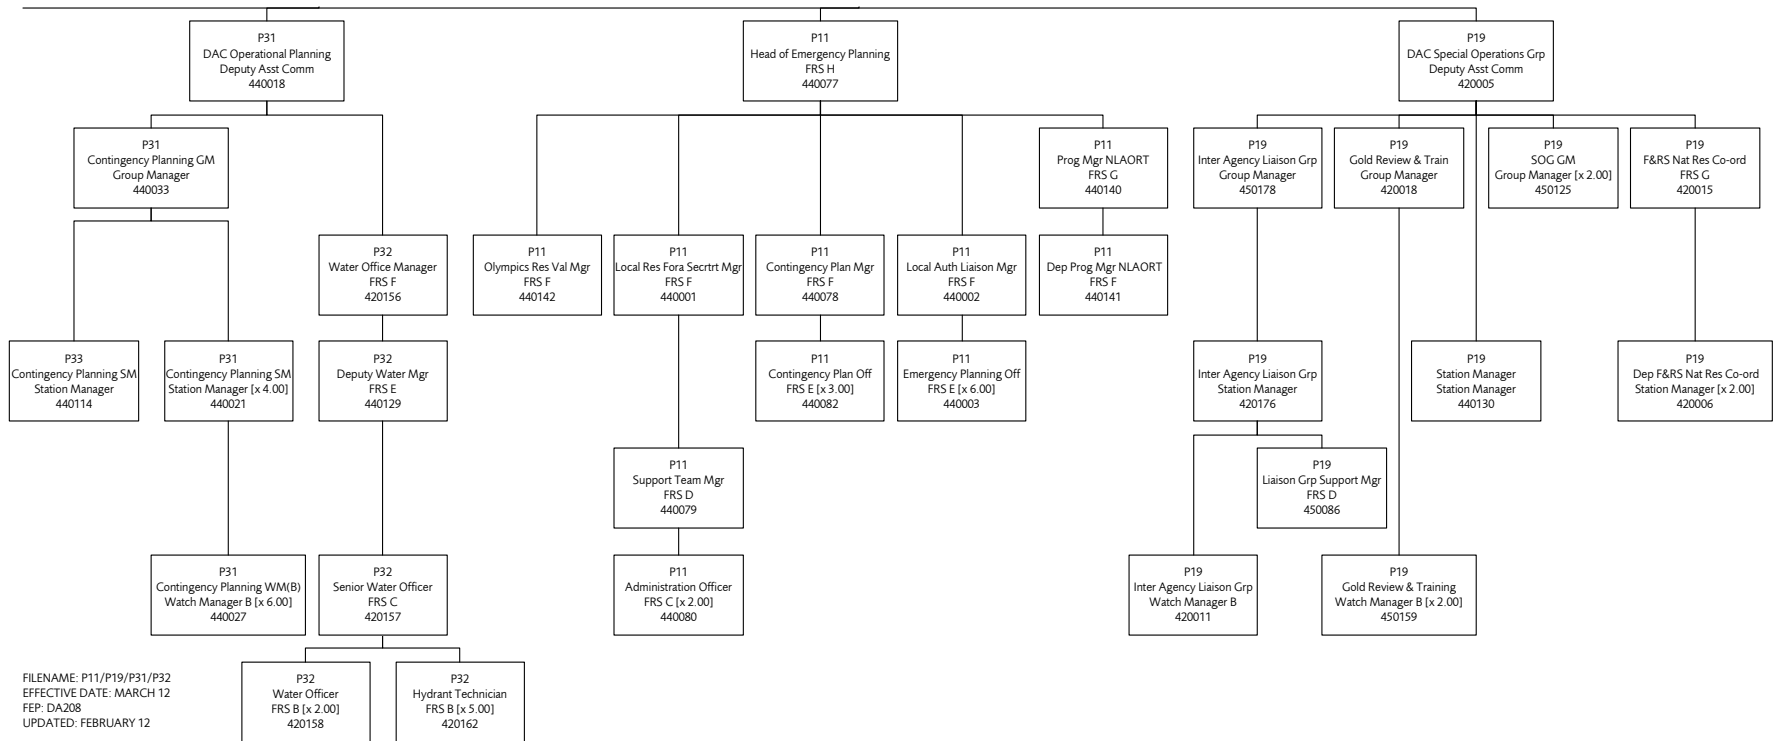 P31
DAC Operational Planning
Deputy Asst Comm
440018
P11
Head of Emergency Planning
FRS H
440077
P19
DAC Special Operations Grp
Deputy Asst Comm
420005
P31
Contingency Planning GM
Group Manager
440033
P11
Prog Mgr NLAORT
FRS G
440140
P19
Inter Agency Liaison Grp
Group Manager
450178
P19
Gold Review & Train
Group Manager
420018
P19
SOG GM
Group Manager [x 2.00]
450125
P19
F&RS Nat Res Co-ord
FRS G
420015
P32
Water Office Manager
FRS F
420156
P11
Olympics Res Val Mgr
FRS F
440142
P11
Local Res Fora Secrtrt Mgr
FRS F
440001
P11
Contingency Plan Mgr
FRS F
440078
P11
Local Auth Liaison Mgr
FRS F
440002
P11
Dep Prog Mgr NLAORT
FRS F
440141
P33
Contingency Planning SM
Station Manager
440114
P31
Contingency Planning SM
Station Manager [x 4.00]
440021
P32
Deputy Water Mgr
FRS E
440129
P11
Contingency Plan Off
FRS E [x 3.00]
440082
P11
Emergency Planning Off
FRS E [x 6.00]
440003
P19
Inter Agency Liaison Grp
Station Manager
420176
P19
Station Manager
Station Manager
440130
P19
Dep F&RS Nat Res Co-ord
Station Manager [x 2.00]
420006
P11
Support Team Mgr
FRS D
440079
P19
Liaison Grp Support Mgr
FRS D
450086
P31
Contingency Planning WM(B)
Watch Manager B [x 6.00]
440027
P32
Senior Water Officer
FRS C
420157
P11
Administration Officer
FRS C [x 2.00]
440080
P19
Inter Agency Liaison Grp
Watch Manager B
420011
P19
Gold Review & Training
Watch Manager B [x 2.00]
450159
P32
Water Officer
FRS B [x 2.00]
420158
P32
Hydrant Technician
FRS B [x 5.00]
420162
FILENAME: P11/P19/P31/P32
EFFECTIVE DATE: MARCH 12
FEP: DA208
UPDATED: FEBRUARY 12